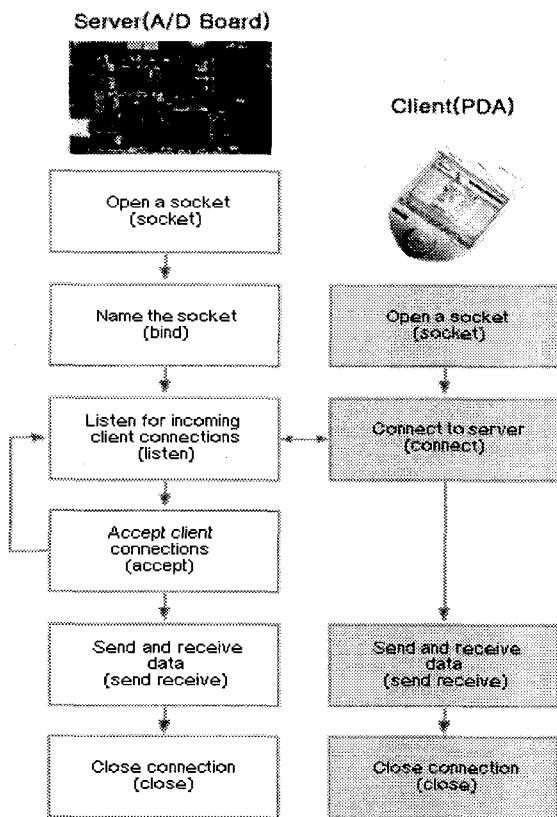 Server(A/D Board)
Client(PDA)
Open a socket
(socket)
Name the socket
(bind)
Listen for incoming
client connections
(listen)
Accept client
connections
(accept)
Send and receive
data
(send receive)
Close connection
(close)
Open a socket
(socket)
Connect to server
(connect)
Send and receive
data
(send receive)
Close connection
(close)